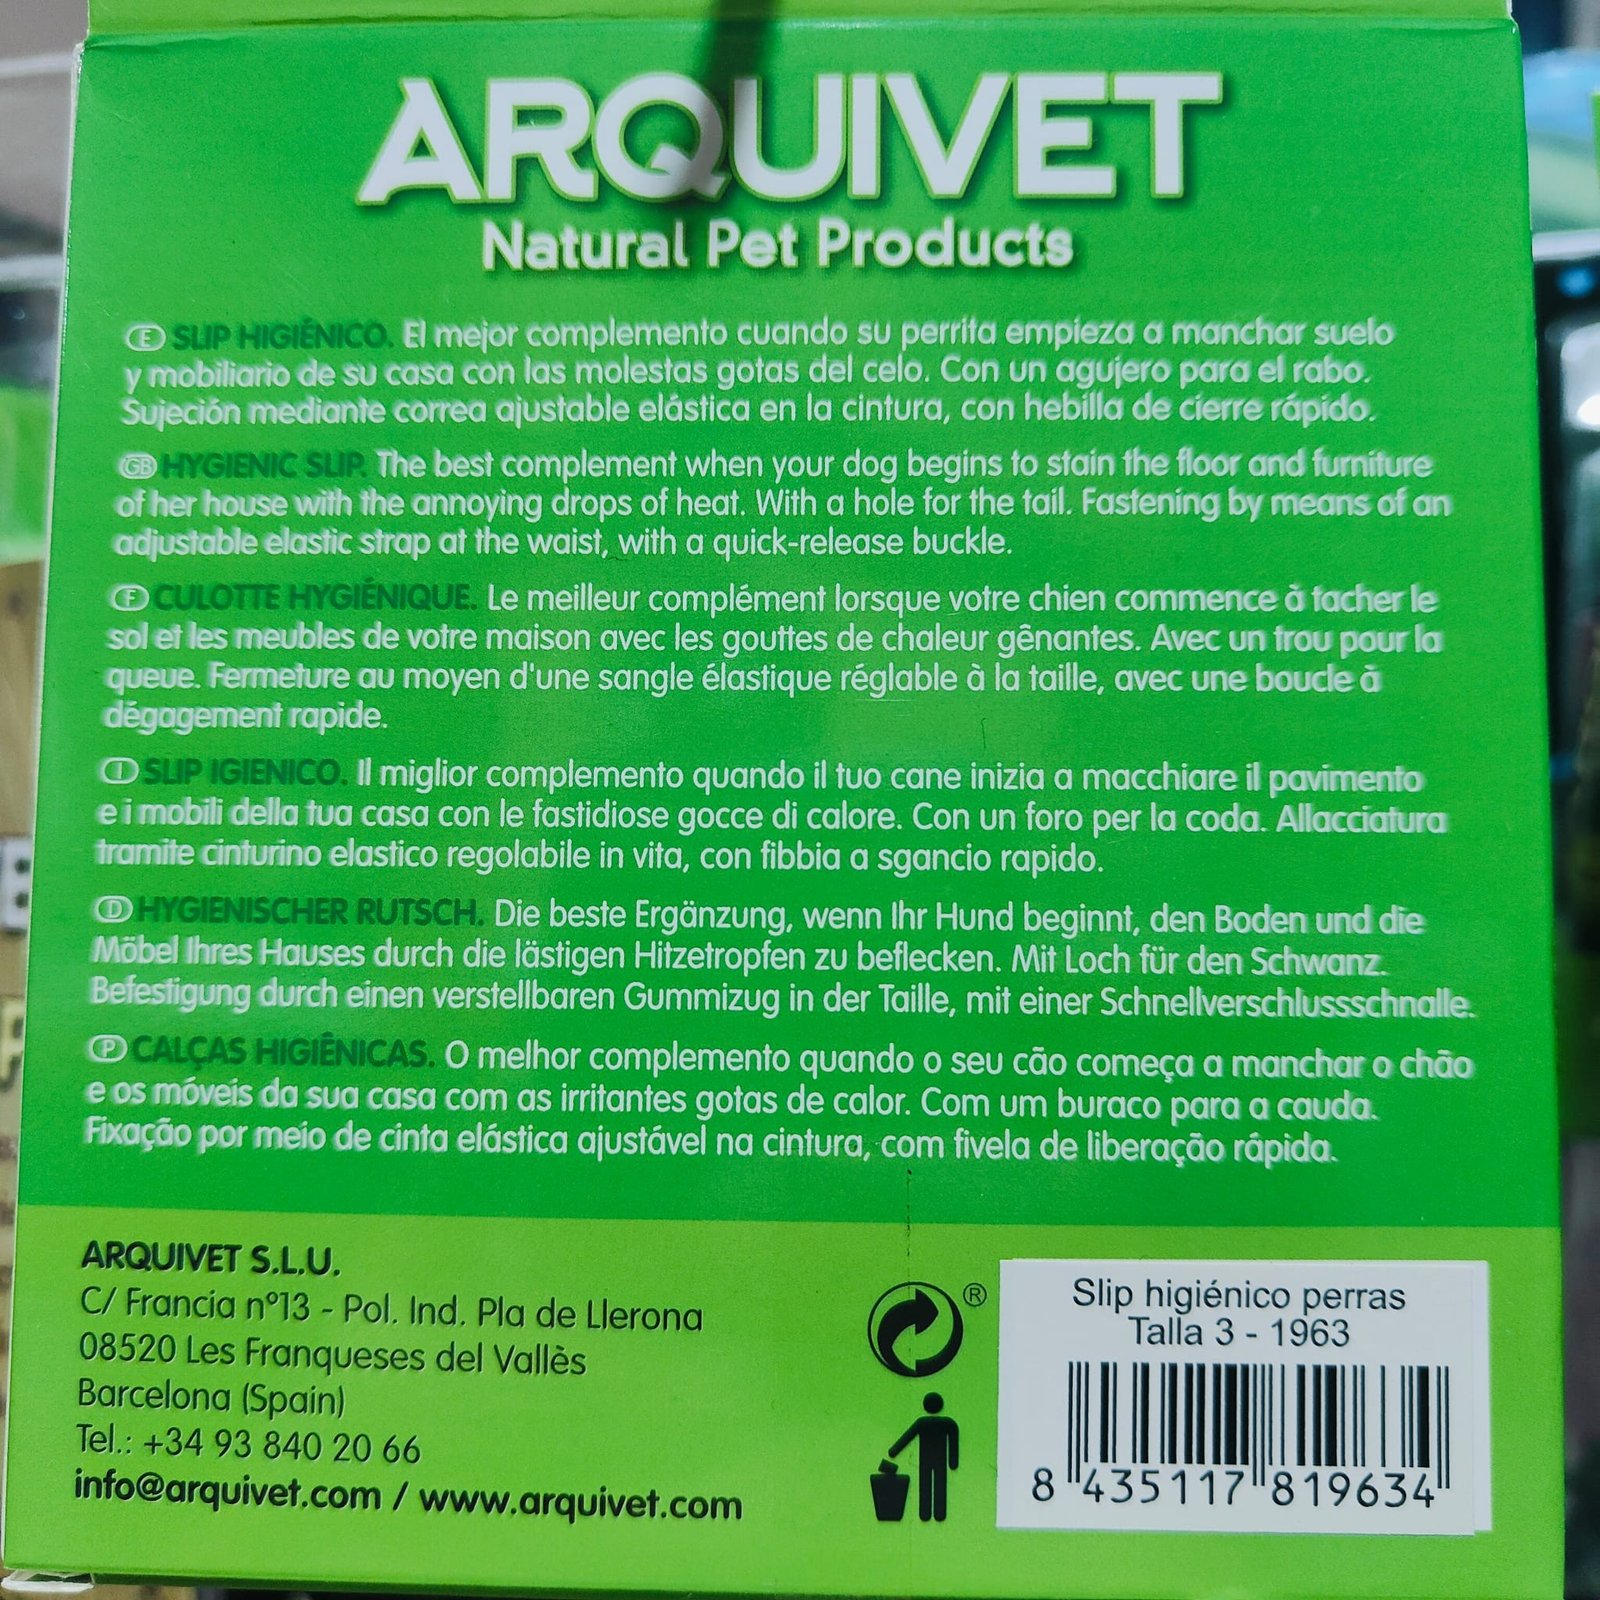 ARQUIVET
Natural Pet Products
E SLIP HIGIÉNICO. El mejor complemento cuando su perrita empieza a manchar suelo
y mobiliario de su casa con las molestas gotas del celo. Con un agujero para el rabo.
Sujeción mediante correa ajustable elástica en la cintura, con hebilla de cierre rápido.
GB HYGIENIC SLIP. The best complement when your dog begins to stain the floor and furniture
of her house with the annoying drops of heat. With a hole for the tail. Fastening by means of an
adjustable elastic strap at the waist, with a quick-release buckle.
F CULOTTE HYGIÉNIQUE. Le meilleur complément lorsque votre chien commence à tacher le
sol et les meubles de votre maison avec les gouttes de chaleur gênantes. Avec un trou pour la
queue. Fermeture au moyen d'une sangle élastique réglable à la taille, avec une boucle à
dégagement rapide.
I SLIP IGIENICO. Il miglior complemento quando il tuo cane inizia a macchiare il pavimento
e i mobili della tua casa con le fastidiose gocce di calore. Con un foro per la coda. Allacciatura
tramite cinturino elastico regolabile in vita, con fibbia a sgancio rapido.
D HYGIENISCHER RUTSCH. Die beste Ergänzung, wenn Ihr Hund beginnt, den Boden und die
Möbel Ihres Hauses durch die lästigen Hitzetropfen zu beflecken. Mit Loch für den Schwanz.
Befestigung durch einen verstellbaren Gummizug in der Taille, mit einer Schnellverschlussschnalle.
P CALÇAS HIGIÊNICAS. O melhor complemento quando o seu cão começa a manchar o chão
e os móveis da sua casa com as irritantes gotas de calor. Com um buraco para a cauda.
Fixação por meio de cinta elástica ajustável na cintura, com fivela de liberação rápida.
ARQUIVET S.L.U.
C/ Francia nº13 - Pol. Ind. Pla de Llerona
08520 Les Franqueses del Vallès
Barcelona (Spain)
Tel.: +34 93 840 20 66
info@arquivet.com / www.arquivet.com
®
Slip higiénico perras
Talla 3 - 1963
8 435117 819634